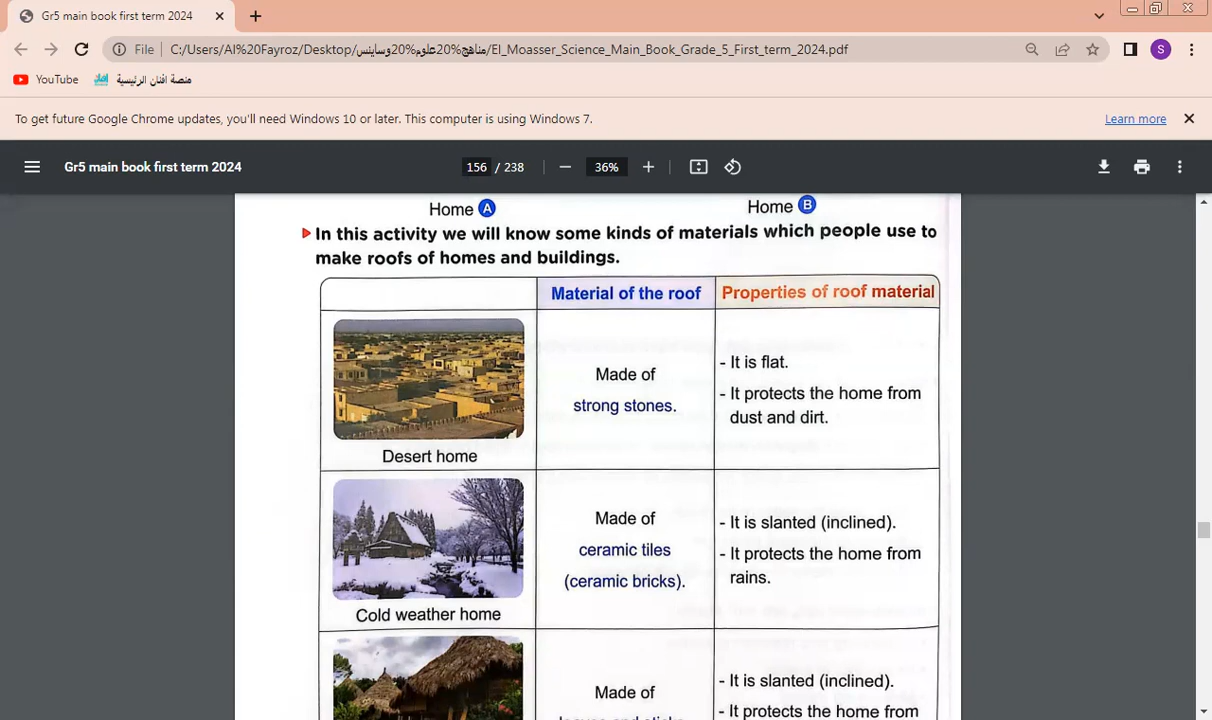 Gr5 main book first term 2024
File
C:/Users/Al%20Fayroz/Desktop/مناهج%20علوم%20وساينس/El_Moasser_Science_Main_Book_Grade_5_First_term_2024.pdf
S
YouTube
منصة افنان الرئيسية
To get future Google Chrome updates, you'll need Windows 10 or later. This computer is using Windows 7.
Learn more
Gr5 main book first term 2024
156 / 238
36%
Home A
Home B
In this activity we will know some kinds of materials which people use to
make roofs of homes and buildings.
Material of the roof
Properties of roof material
Desert home
Made of
strong stones.
- It is flat.
- It protects the home from
dust and dirt.
Cold weather home
Made of
ceramic tiles
(ceramic bricks).
- It is slanted (inclined).
- It protects the home from
rains.
Made of
leaves and sticks
- It is slanted (inclined).
- It protects the home from